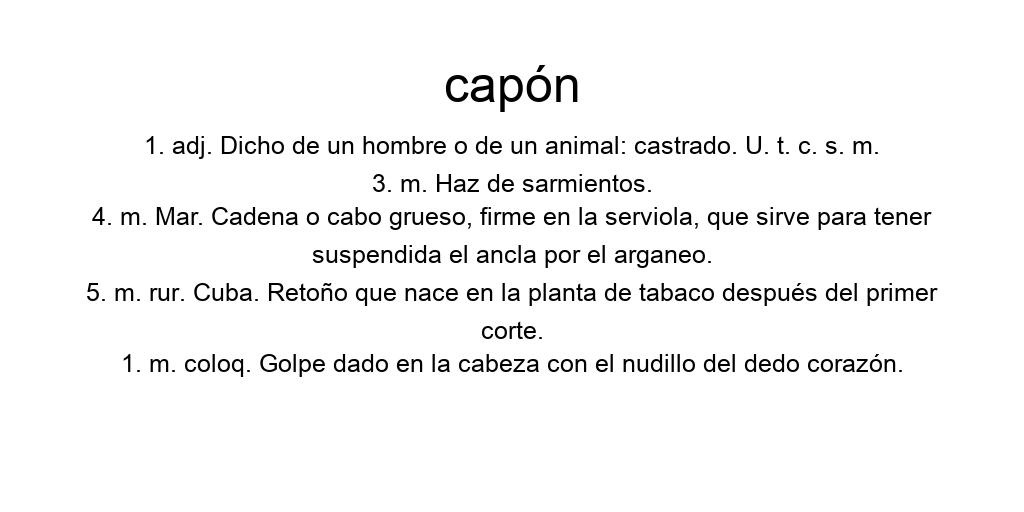 capón
1. adj. Dicho de un hombre o de un animal: castrado. U. t. c. s. m.
3. m. Haz de sarmientos.
4. m. Mar. Cadena o cabo grueso, firme en la serviola, que sirve para tener
suspendida el ancla por el arganeo.
5. m. rur. Cuba. Retoño que nace en la planta de tabaco después del primer
corte.
1. m. coloq. Golpe dado en la cabeza con el nudillo del dedo corazón.